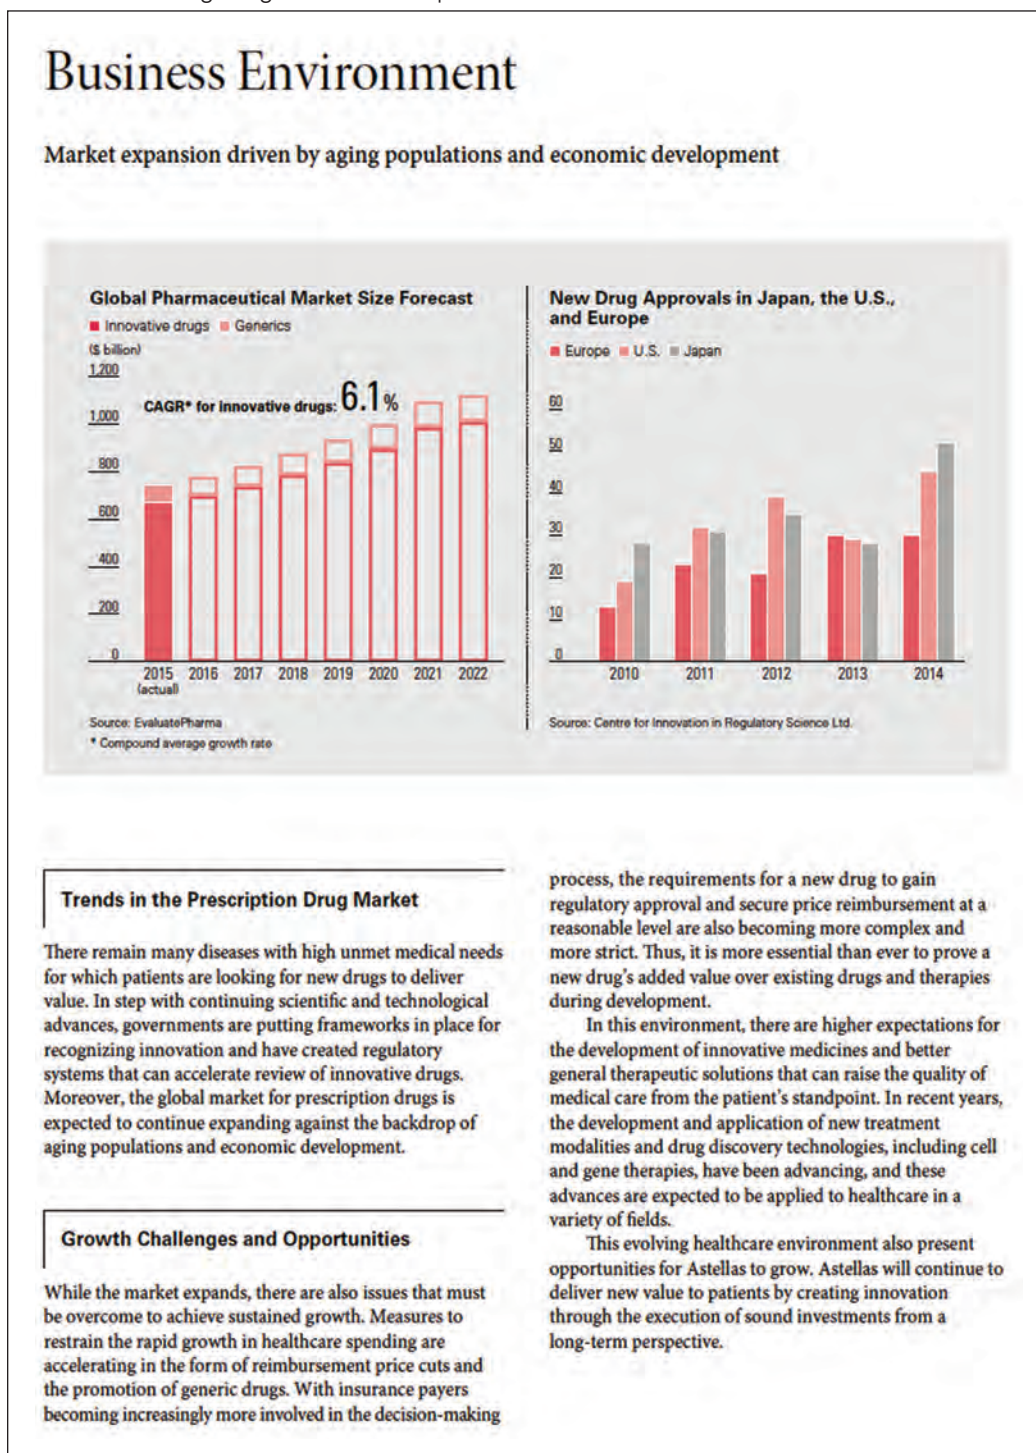 Business Environment
Market expansion driven by aging populations and economic development
Global Pharmaceutical Market Size Forecast
Innovative drugs Generics
($ billion)
1,200
1,000
800
600
400
200
0
CAGR* for innovative drugs: 6.1%
2015 2016 2017 2018 2019 2020 2021 2022
(actual)
Source: EvaluatePharma
* Compound average growth rate
New Drug Approvals in Japan, the U.S.,
and Europe
Europe U.S. Japan
60
50
40
30
20
10
0
2010 2011 2012 2013 2014
Source: Centre for Innovation in Regulatory Science Ltd.
Trends in the Prescription Drug Market
There remain many diseases with high unmet medical needs
for which patients are looking for new drugs to deliver
value. In step with continuing scientific and technological
advances, governments are putting frameworks in place for
recognizing innovation and have created regulatory
systems that can accelerate review of innovative drugs.
Moreover, the global market for prescription drugs is
expected to continue expanding against the backdrop of
aging populations and economic development.
Growth Challenges and Opportunities
While the market expands, there are also issues that must
be overcome to achieve sustained growth. Measures to
restrain the rapid growth in healthcare spending are
accelerating in the form of reimbursement price cuts and
the promotion of generic drugs. With insurance payers
becoming increasingly more involved in the decision-making
process, the requirements for a new drug to gain
regulatory approval and secure price reimbursement at a
reasonable level are also becoming more complex and
more strict. Thus, it is more essential than ever to prove a
new drug's added value over existing drugs and therapies
during development.
In this environment, there are higher expectations for
the development of innovative medicines and better
general therapeutic solutions that can raise the quality of
medical care from the patient's standpoint. In recent years,
the development and application of new treatment
modalities and drug discovery technologies, including cell
and gene therapies, have been advancing, and these
advances are expected to be applied to healthcare in a
variety of fields.
This evolving healthcare environment also present
opportunities for Astellas to grow. Astellas will continue to
deliver new value to patients by creating innovation
through the execution of sound investments from a
long-term perspective.